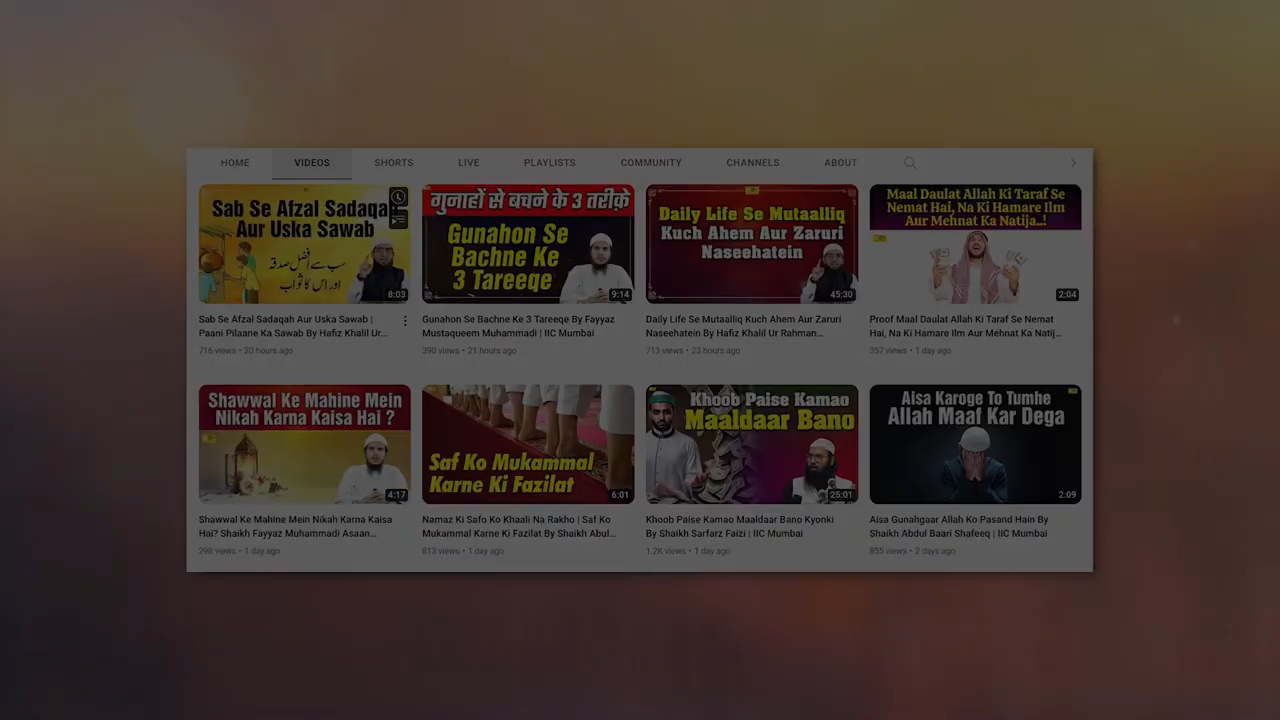 HOME VIDEOS SHORTS LIVE PLAYLISTS COMMUNITY CHANNELS ABOUT
Sab Se Afzal Sadaqah
Aur Uska Sawab
سب سے افضل صدقہ
اور اس کا ثواب
8:03
Sab Se Afzal Sadaqah Aur Uska Sawab |
Paani Pilaane Ka Sawab By Hafiz Khalil Ur...
716 views • 20 hours ago
गुनाहों से बचने के 3 तरीक़े
Gunahon Se
Bachne Ke
3 Tareeqe
9:14
Gunahon Se Bachne Ke 3 Tareeqe By Fayyaz
Mustaqueem Muhammadi | IIC Mumbai
390 views • 21 hours ago
Daily Life Se Mutaalliq
Kuch Ahem Aur Zaruri
Naseehatein
45:30
Daily Life Se Mutaalliq Kuch Ahem Aur Zaruri
Naseehatein By Hafiz Khalil Ur Rahman...
713 views • 23 hours ago
Maal Daulat Allah Ki Taraf Se
Nemat Hai, Na Ki Hamare Ilm
Aur Mehnat Ka Natija..!
2:04
Proof Maal Daulat Allah Ki Taraf Se Nemat
Hai, Na Ki Hamare Ilm Aur Mehnat Ka Natij...
357 views • 1 day ago
Shawwal Ke Mahine Mein
Nikah Karna Kaisa Hai ?
4:17
Shawwal Ke Mahine Mein Nikah Karna Kaisa
Hai? Shaikh Fayyaz Muhammadi Asaan...
298 views • 1 day ago
Saf Ko Mukammal
Karne Ki Fazilat
6:01
Namaz Ki Safo Ko Khaali Na Rakho | Saf Ko
Mukammal Karne Ki Fazilat By Shaikh Abul...
813 views • 1 day ago
Khoob Paise Kamao
Maaldaar Bano
25:01
Khoob Paise Kamao Maaldaar Bano Kyonki
By Shaikh Sarfarz Faizi | IIC Mumbai
1.2K views • 1 day ago
Aisa Karoge To Tumhe
Allah Maaf Kar Dega
2:09
Aisa Gunahgaar Allah Ko Pasand Hain By
Shaikh Abdul Baari Shafeeq | IIC Mumbai
855 views • 2 days ago